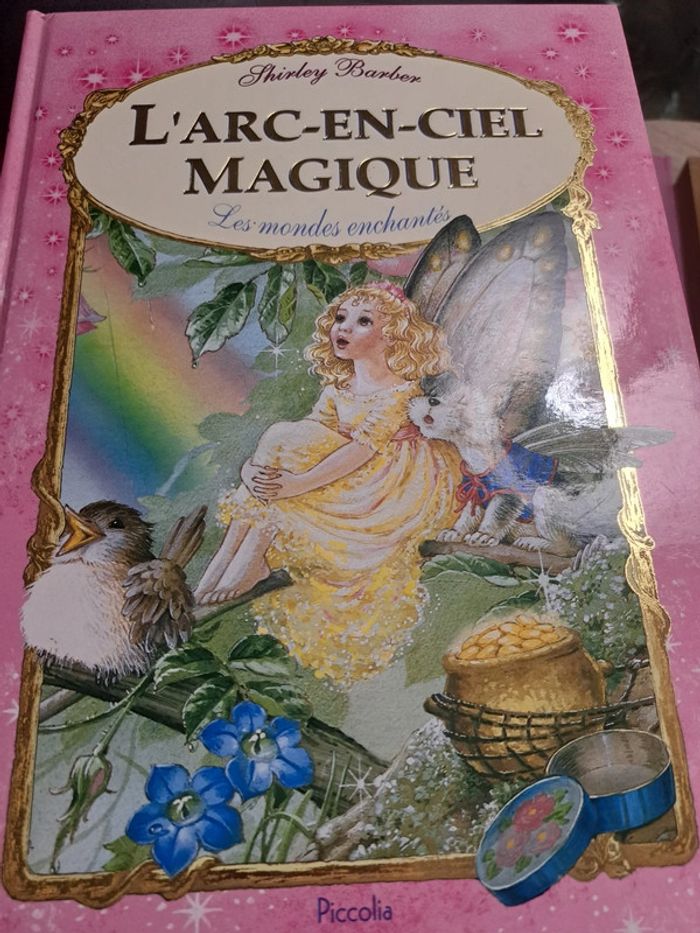 Shirley Barber
L'ARC-EN-CIEL
MAGIQUE
Les mondes enchantés
Piccolia